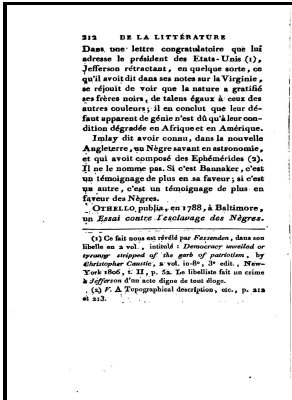 212 DE LA LITTÉRATURE
Dans une lettre congratulatoire que lui
adresse le président des Etats-Unis (1),
Jefferson rétractant, en quelque sorte, ce
qu'il avoit dit dans ses notes sur la Virginie,
se réjouit de voir que la nature a gratifié
ses frères noirs, de talens égaux à ceux des
autres couleurs; il en conclut que leur dé-
faut apparent de génie n'est dû qu'à leur con-
dition dégradée en Afrique et en Amérique.
Imlay dit avoir connu, dans la nouvelle
Angleterre, un Nègre savant en astronomie,
et qui avoit composé des Ephémérides (2).
Il ne le nomme pas. Si c'est Bannaker, c'est
un témoignage de plus en sa faveur; si c'est
un autre, c'est un témoignage de plus en
faveur des Nègres.
OTHELLO publia, en 1788, à Baltimore,
un Essai contre l'esclavage des Nègres.
(1) Ce fait nous est révélé par Fessenden, dans son
libelle en 2 vol., intitulé : Democracy unveiled or
tyranny stripped of the garb of patriotism, by
Christopher Caustic, 2 vol. in-8°, 3e edit., New-
York 1806, t. II, p. 52. Le libelliste fait un crime
à Jefferson d'un acte digne de tout éloge.
(2) V. A Topographical description, etc., p. 212
et 213.